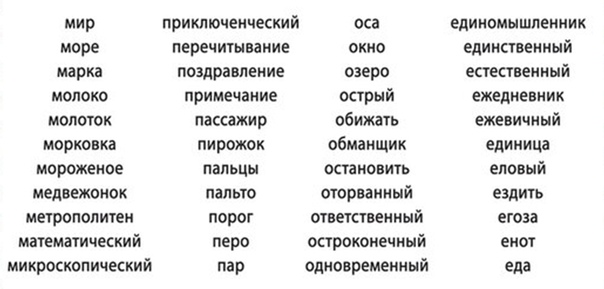 мир приключенческий оса единомышленник
море перечитывание окно единственный
марка поздравление озеро естественный
молоко примечание острый ежедневник
молоток пассажир обижать ежевичный
морковка пирожок обманщик единица
мороженое пальцы остановить еловый
медвежонок пальто оторванный ездить
метрополитен порог ответственный егоза
математический перо остроконечный енот
микроскопический пар одновременный еда